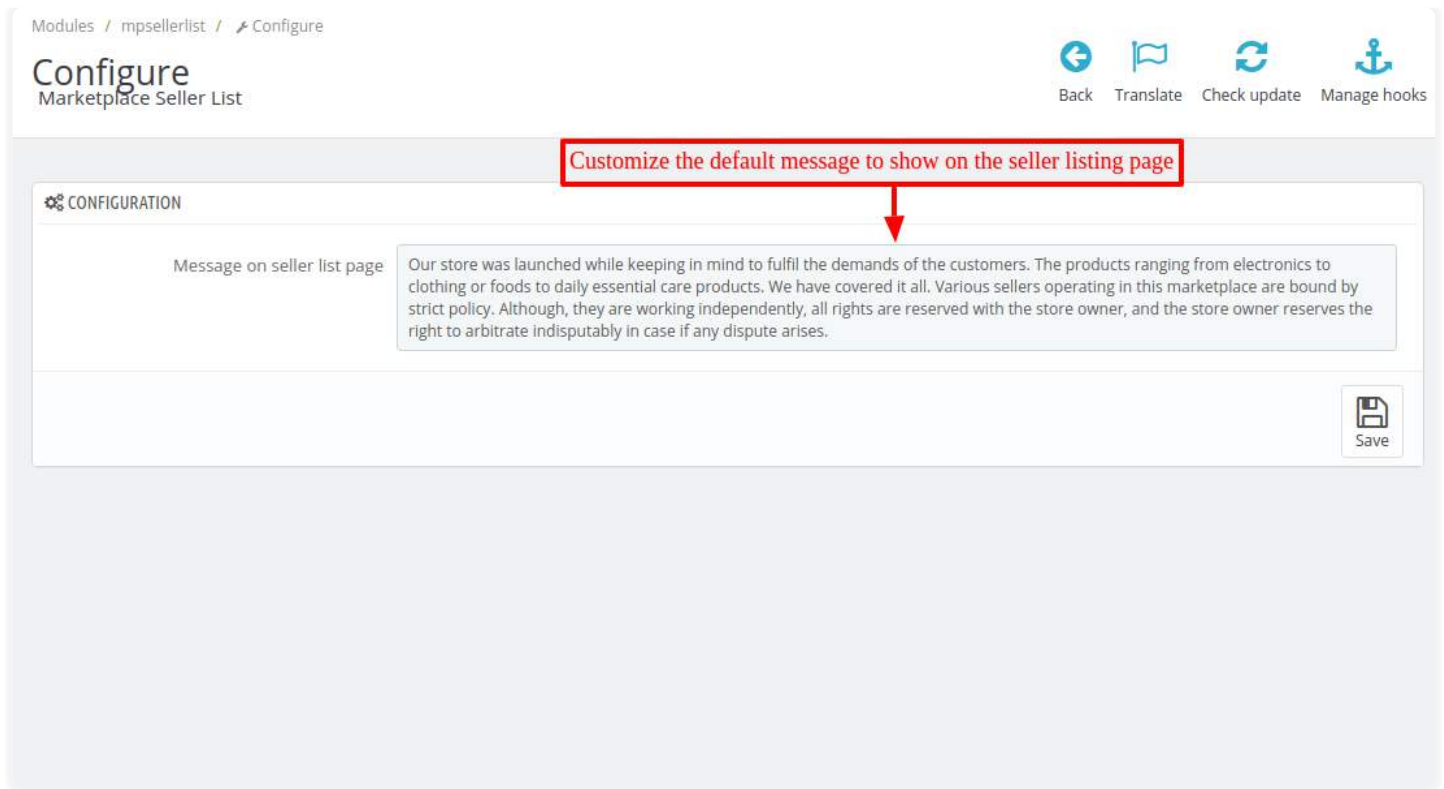 Modules / mpsellerlist / Configure
Configure
Marketplace Seller List
Back Translate Check update Manage hooks
Customize the default message to show on the seller listing page
CONFIGURATION
Message on seller list page
Our store was launched while keeping in mind to fulfil the demands of the customers. The products ranging from electronics to
clothing or foods to daily essential care products. We have covered it all. Various sellers operating in this marketplace are bound by
strict policy. Although, they are working independently, all rights are reserved with the store owner, and the store owner reserves the
right to arbitrate indisputably in case if any dispute arises.
Save